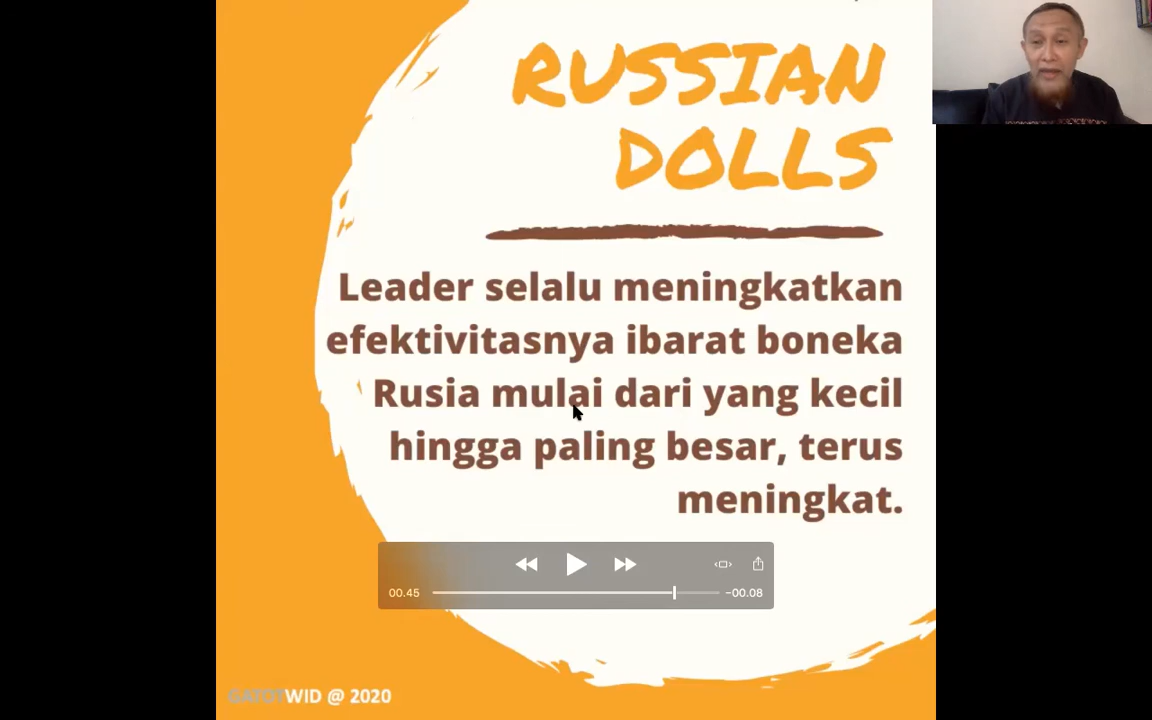 RUSSIAN
DOLLS
Leader selalu meningkatkan
efektivitasnya ibarat boneka
Rusia mulai dari yang kecil
hingga paling besar, terus
meningkat.
00.45
−00.08
GATOTWID @ 2020